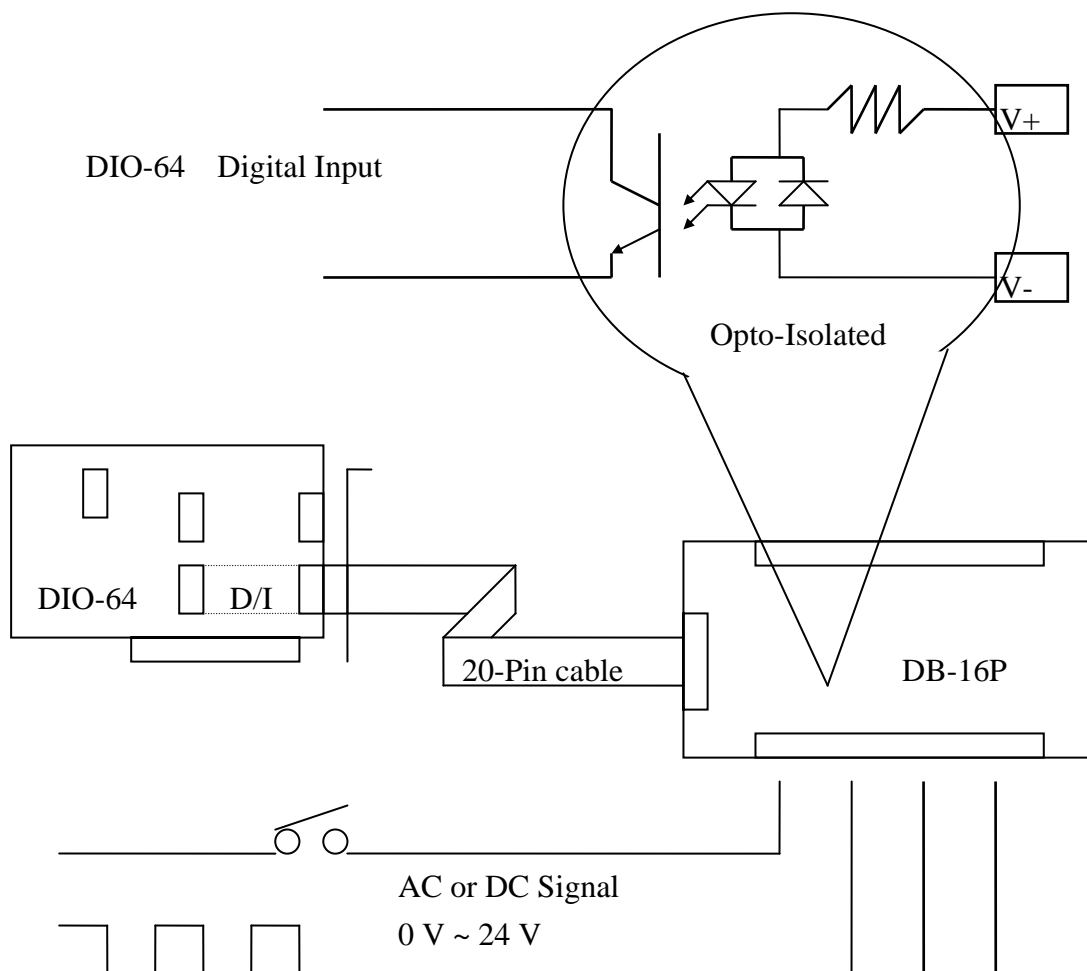 V+
DIO-64 Digital Input
V-
Opto-Isolated
DIO-64
D/I
20-Pin cable
DB-16P
AC or DC Signal
0 V ~ 24 V